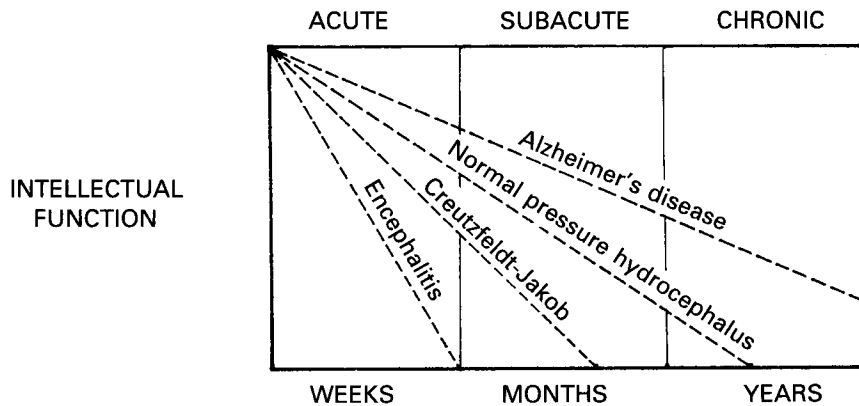 ACUTE SUBACUTE CHRONIC
INTELLECTUAL
FUNCTION
Alzheimer's disease
Normal pressure hydrocephalus
Creutzfeldt-Jakob
Encephalitis
WEEKS MONTHS YEARS